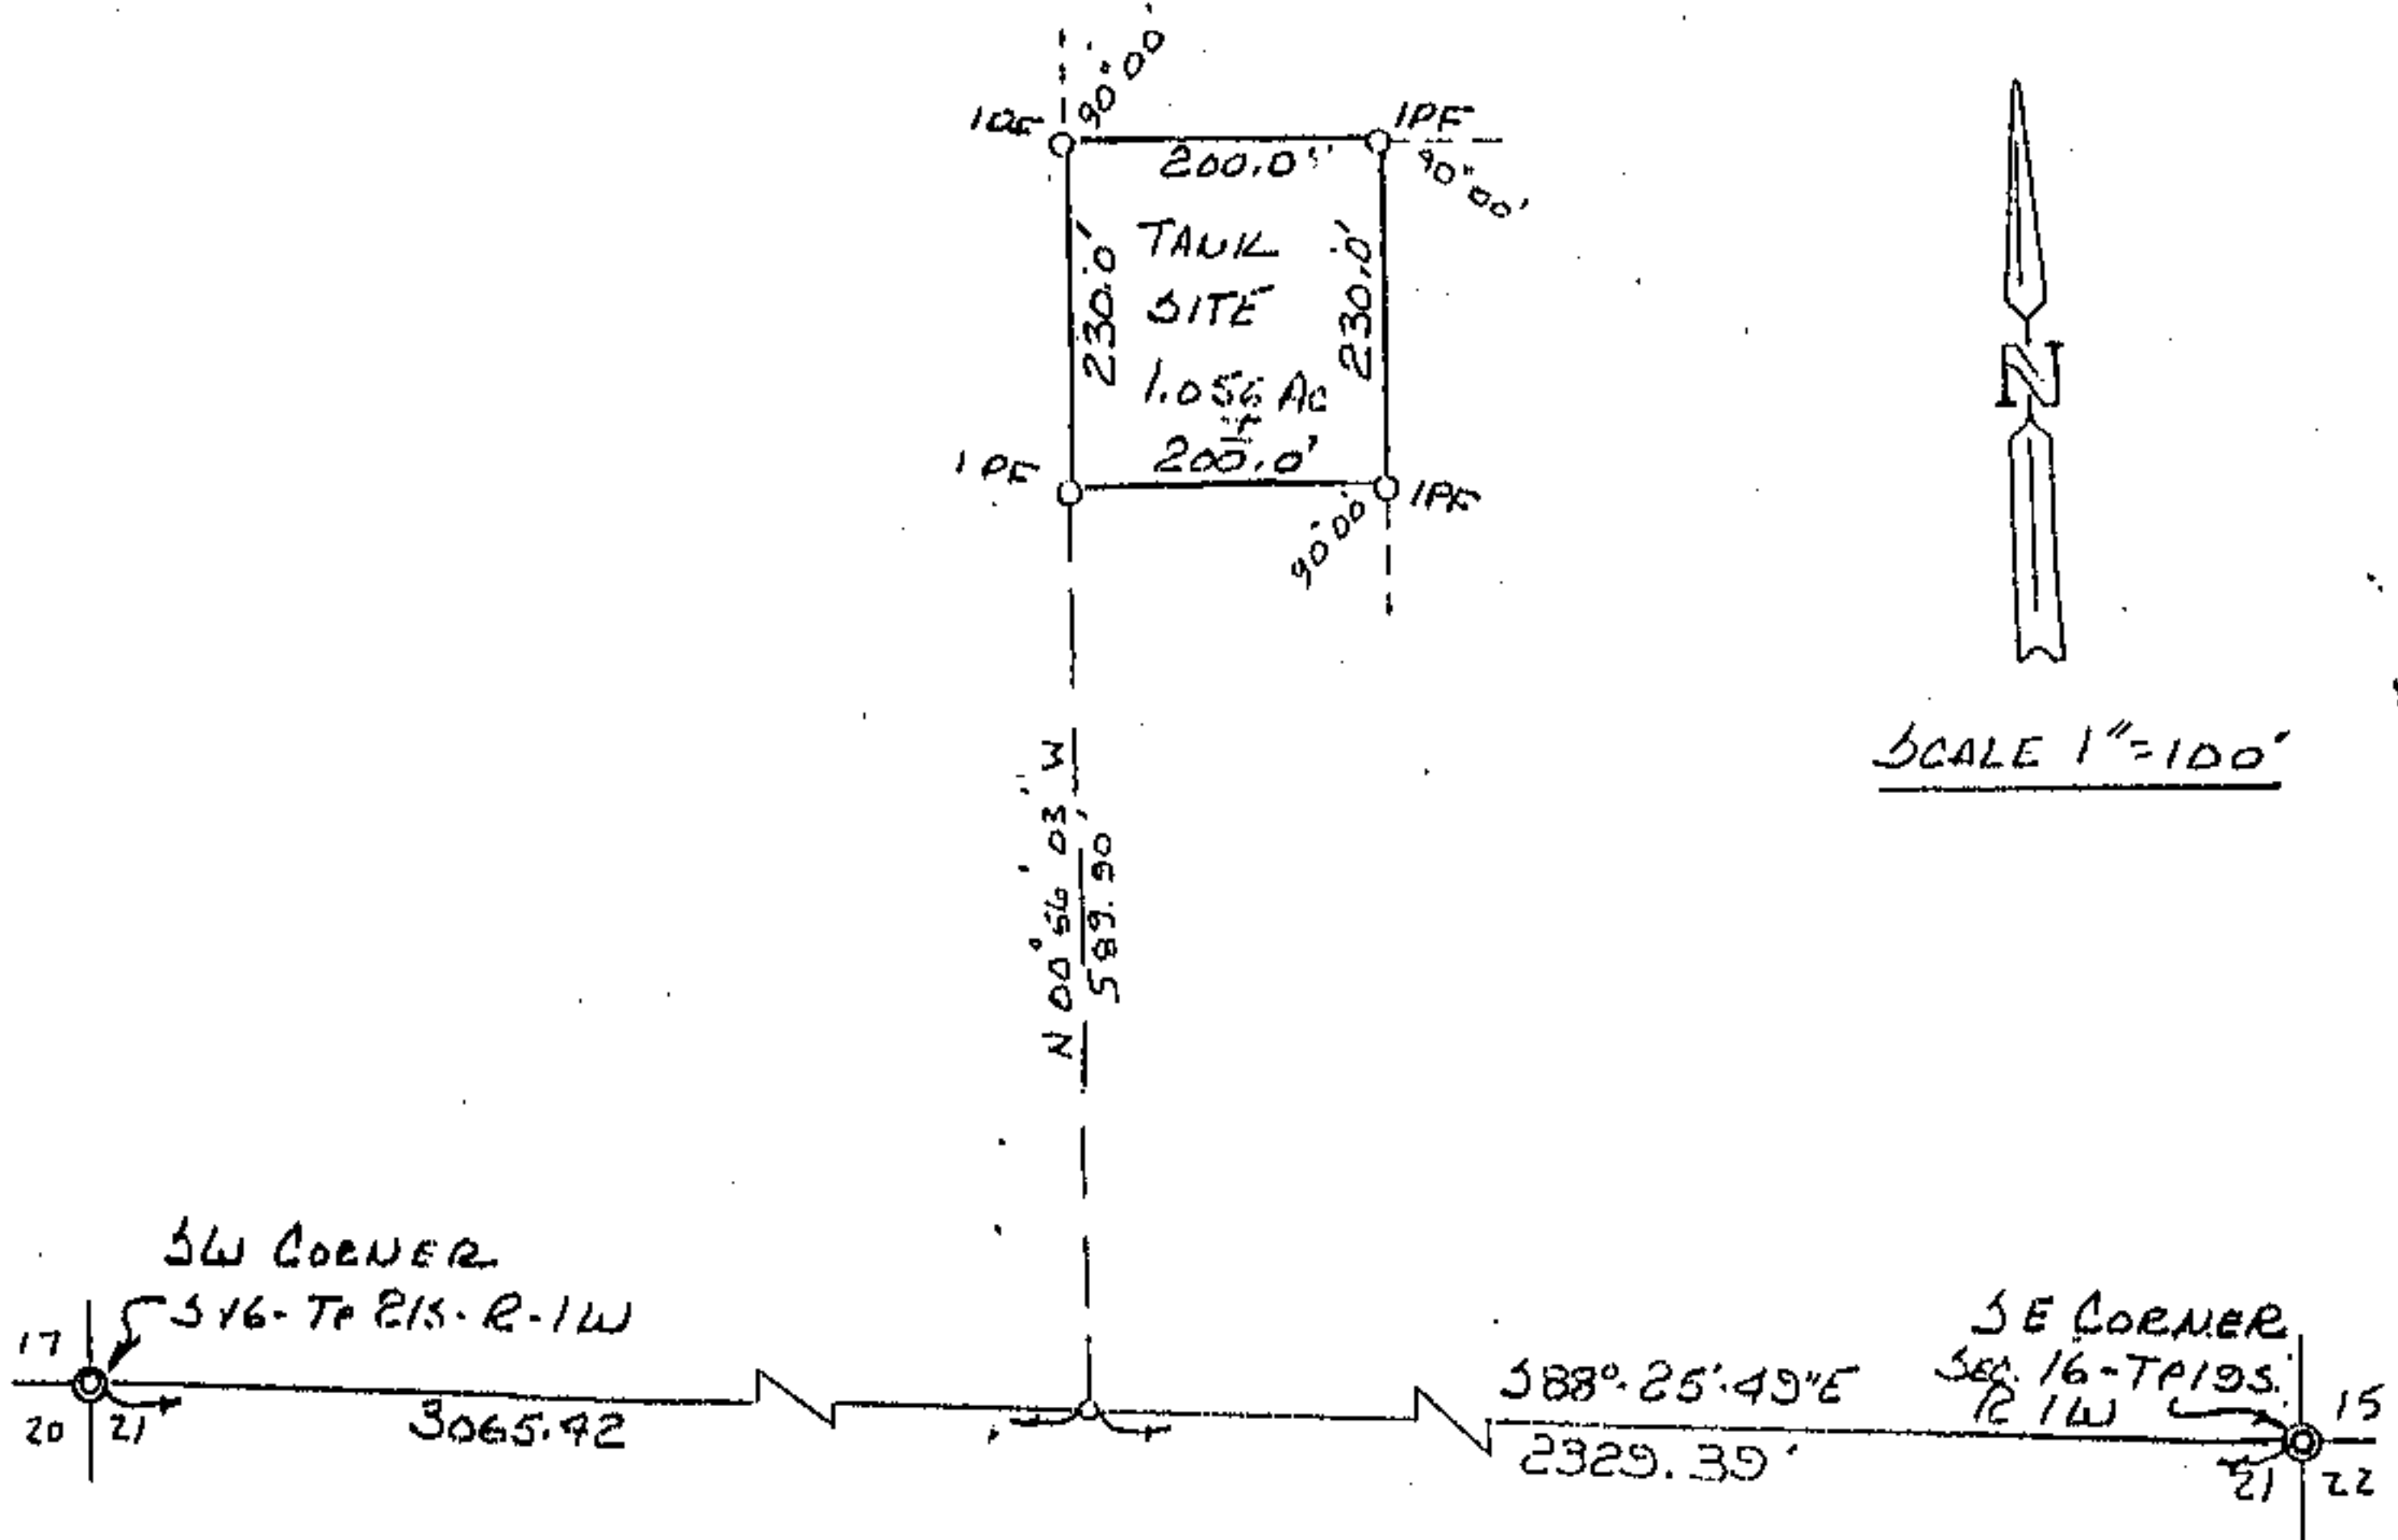 90°00'
IPF
IPF
200.0'
90°00'
230.0'
TANK
SITE
1.056 Ac
±
230.0'
200.0'
IPF
IPF
90°00'
N
SCALE 1"=100'
N 00° 56' 03" W
589.90'
SW CORNER
S 16- TP 21S- R-1W
17
20 21
3065.42
S88°-25'-49"E
2329.39'
SE CORNER
SEC. 16-TP19S.
R 1W
15
21 22